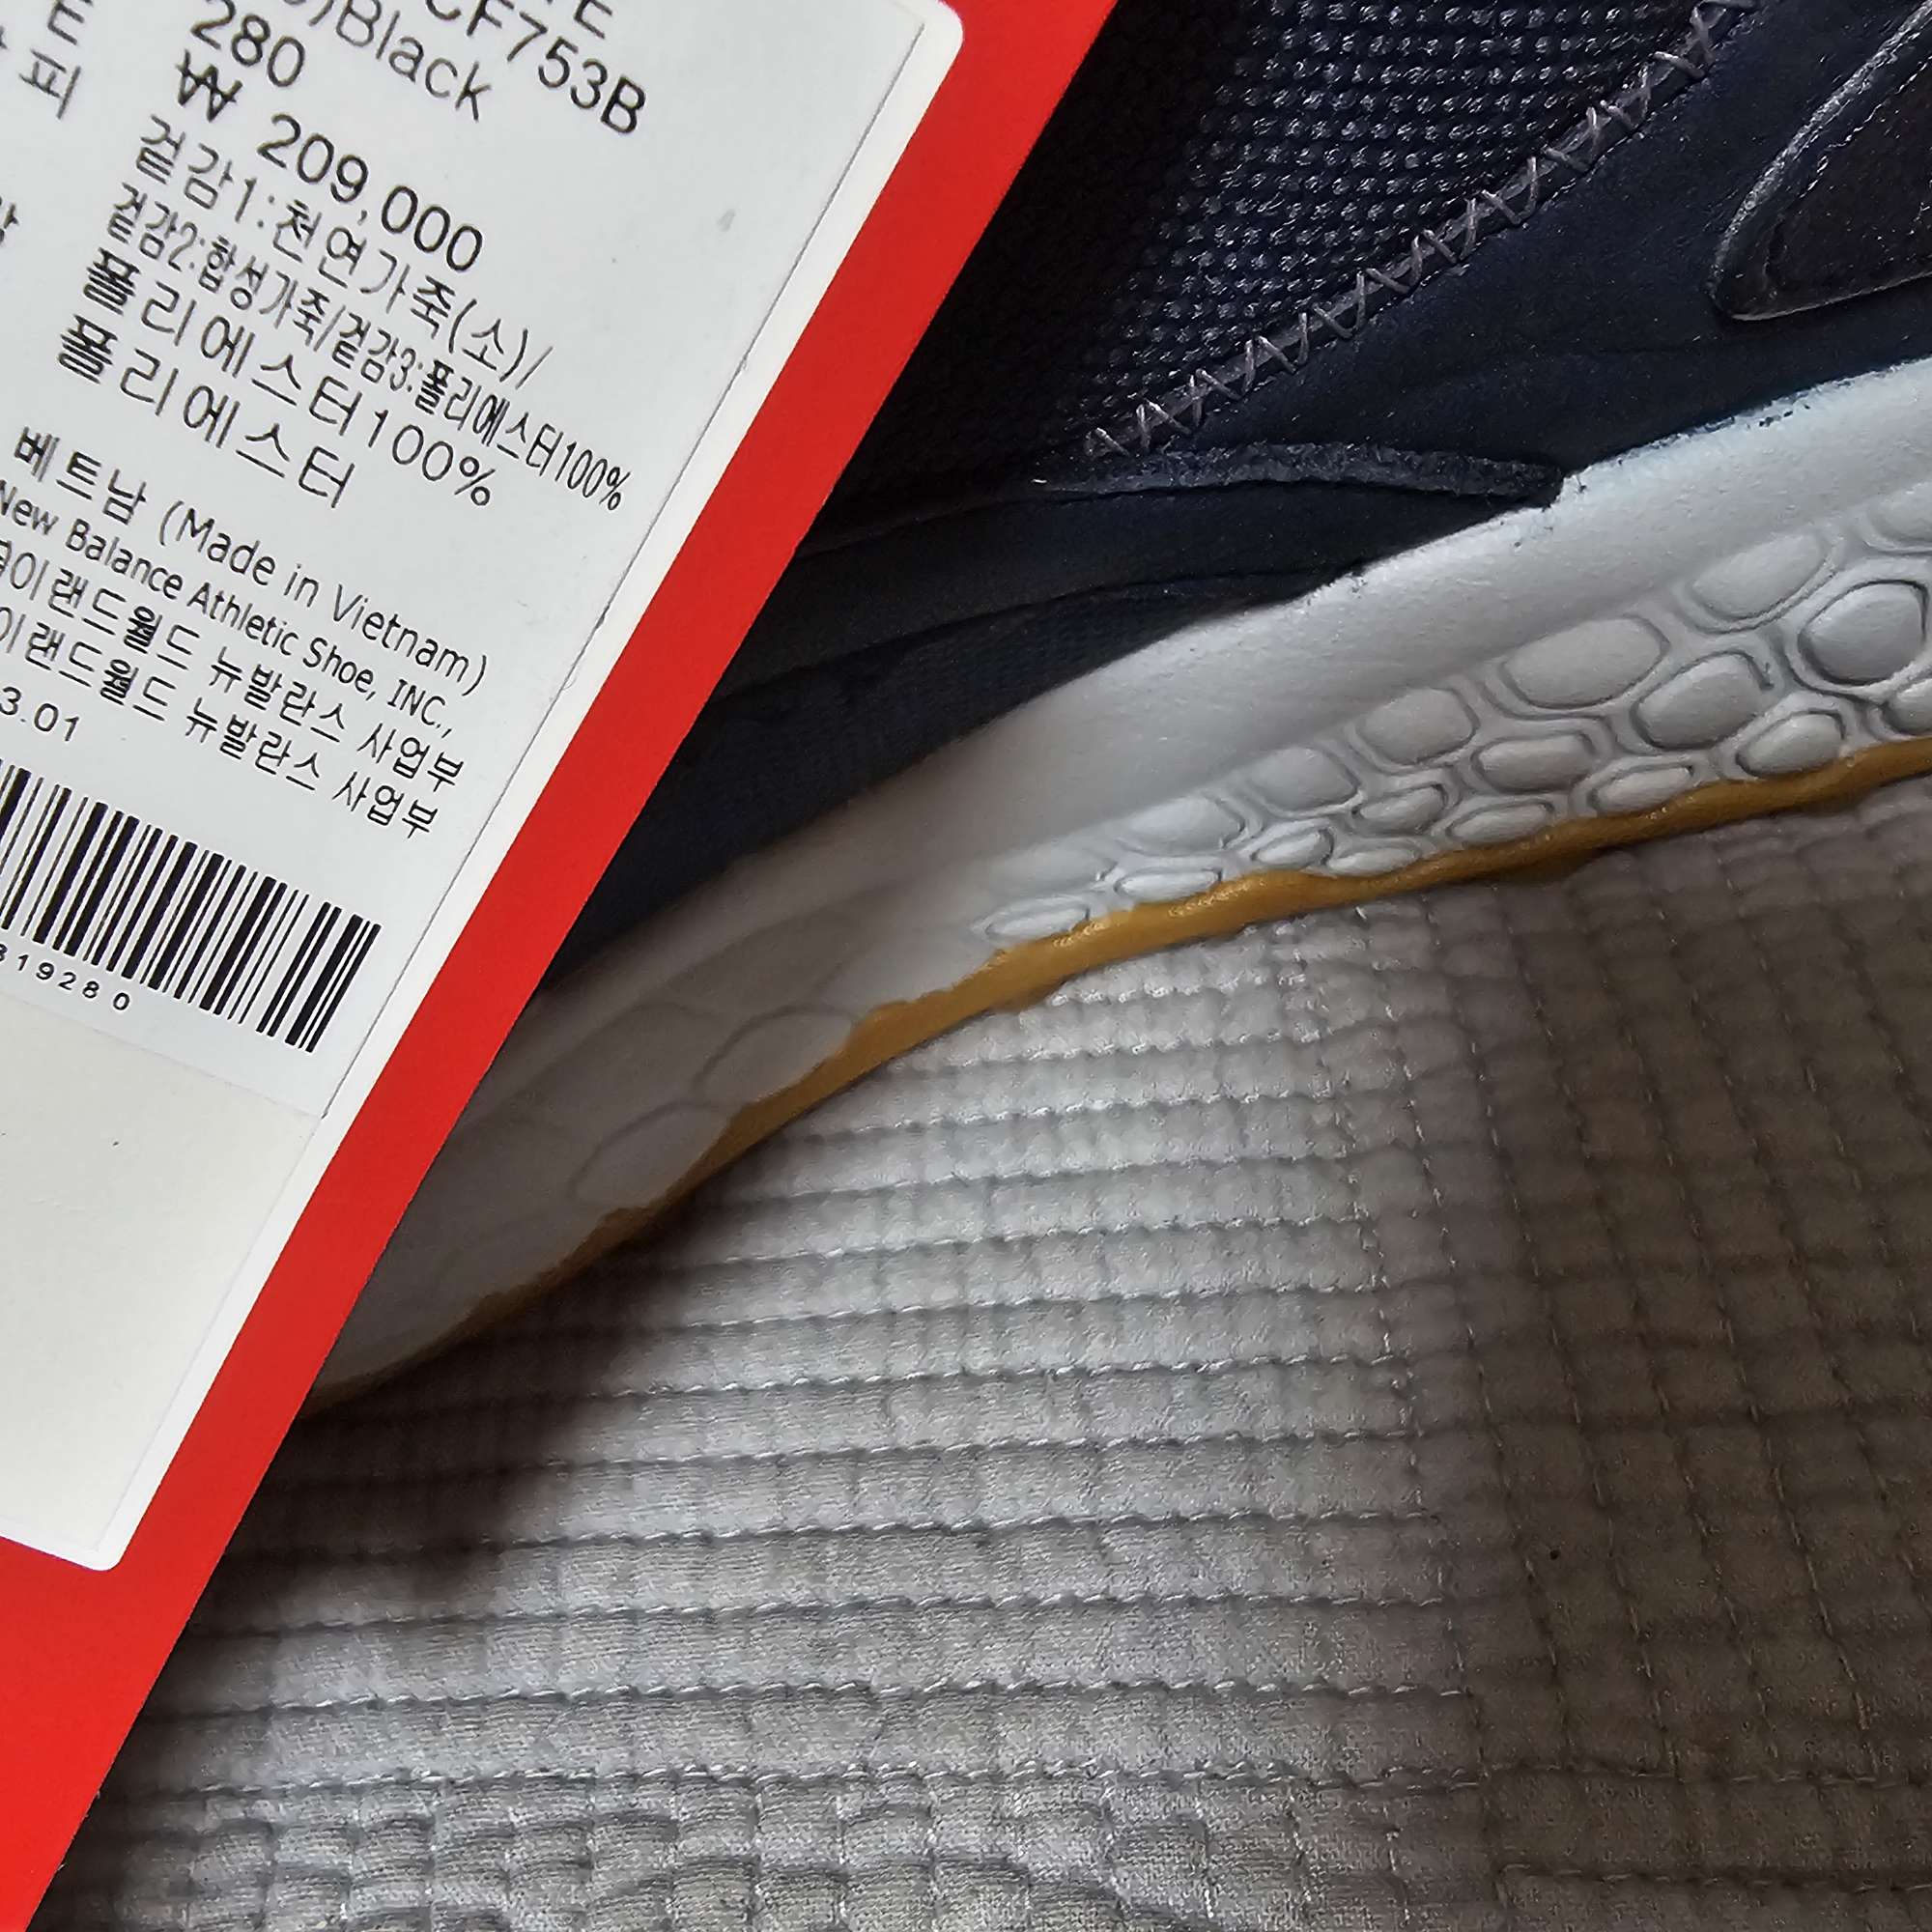 CF753B
)Black
280
₩ 209,000
피
겉감1:천연가죽(소)/
겉감2:합성가죽/겉감3:폴리에스터100%
폴리에스터100%
폴리에스터
베트남 (Made in Vietnam)
New Balance Athletic Shoe, INC.,
이랜드월드 뉴발란스 사업부
이랜드월드 뉴발란스 사업부
3.01
819280